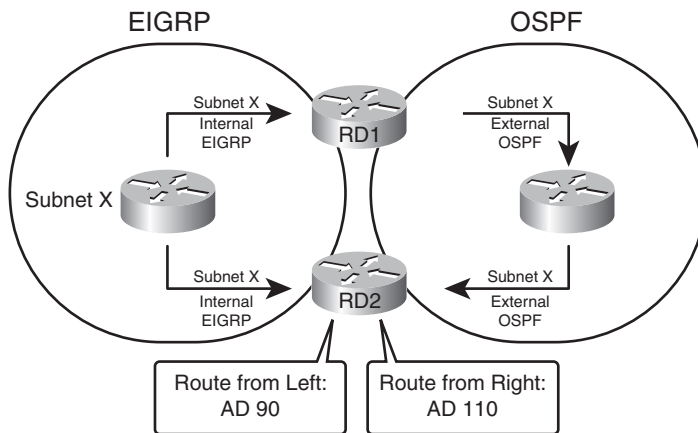 EIGRP
OSPF
Subnet X
Internal
EIGRP
RD1
Subnet X
External
OSPF
Subnet X
Subnet X
Internal
EIGRP
RD2
Subnet X
External
OSPF
Route from Left:
AD 90
Route from Right:
AD 110